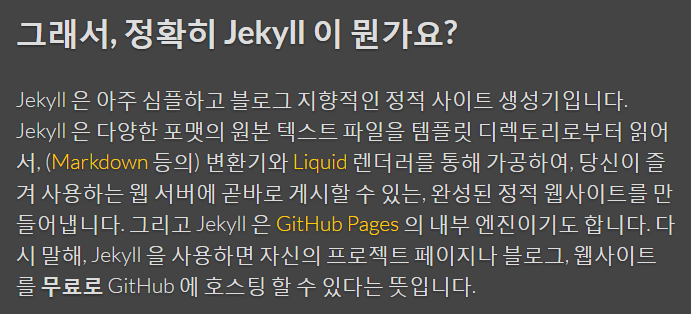 그래서, 정확히 Jekyll 이 뭔가요?
Jekyll 은 아주 심플하고 블로그 지향적인 정적 사이트 생성기입니다.
Jekyll 은 다양한 포맷의 원본 텍스트 파일을 템플릿 디렉토리로부터 읽어
서, (Markdown 등의) 변환기와 Liquid 렌더러를 통해 가공하여, 당신이 즐
겨 사용하는 웹 서버에 곧바로 게시할 수 있는, 완성된 정적 웹사이트를 만
들어냅니다. 그리고 Jekyll 은 GitHub Pages 의 내부 엔진이기도 합니다. 다
시 말해, Jekyll 을 사용하면 자신의 프로젝트 페이지나 블로그, 웹사이트
를 무료로 GitHub 에 호스팅 할 수 있다는 뜻입니다.